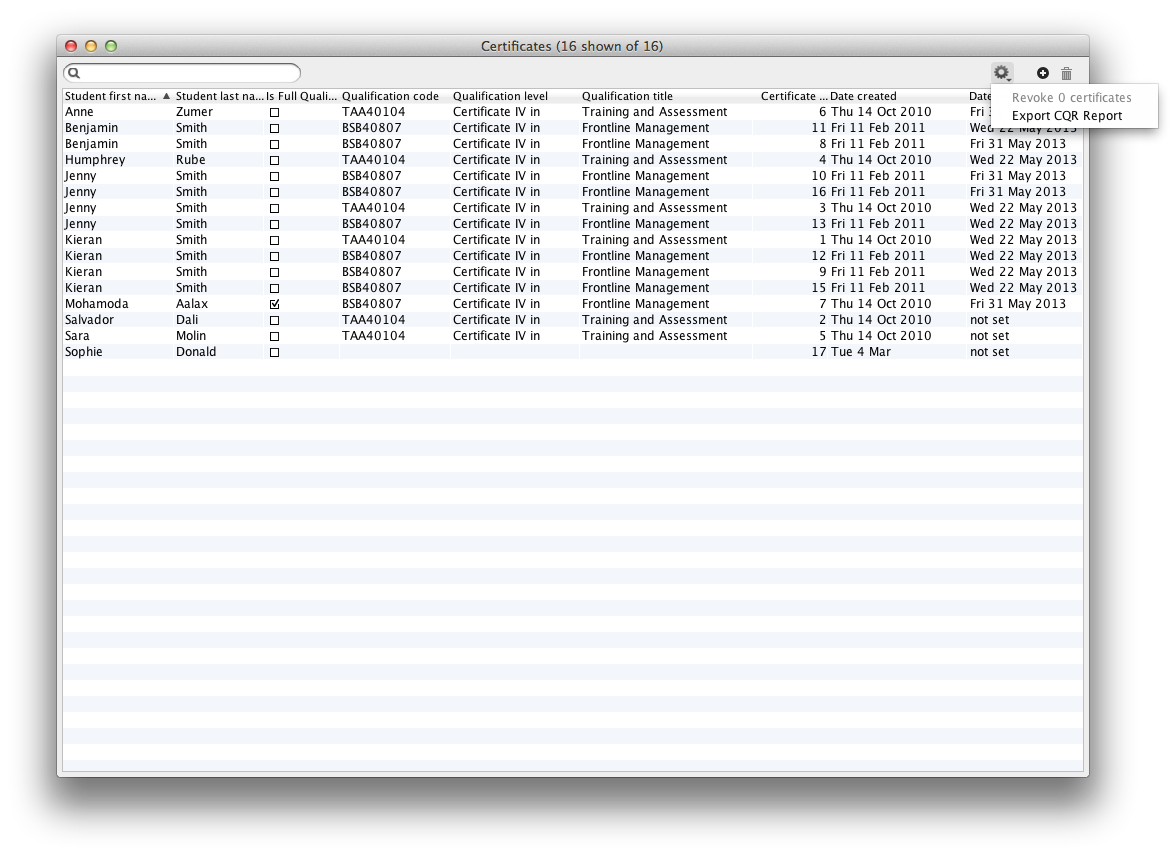 Certificates (16 shown of 16)
Revoke 0 certificates
Export CQR Report
Student first na... Student last na... Is Full Quali... Qualification code Qualification level Qualification title Certificate ... Date created Date
Anne Zumer TAA40104 Certificate IV in Training and Assessment 6 Thu 14 Oct 2010 Fri
Benjamin Smith BSB40807 Certificate IV in Frontline Management 11 Fri 11 Feb 2011 Wed 22 May 2013
Benjamin Smith BSB40807 Certificate IV in Frontline Management 8 Fri 11 Feb 2011 Fri 31 May 2013
Humphrey Rube TAA40104 Certificate IV in Training and Assessment 4 Thu 14 Oct 2010 Wed 22 May 2013
Jenny Smith BSB40807 Certificate IV in Frontline Management 10 Fri 11 Feb 2011 Fri 31 May 2013
Jenny Smith BSB40807 Certificate IV in Frontline Management 16 Fri 11 Feb 2011 Fri 31 May 2013
Jenny Smith TAA40104 Certificate IV in Training and Assessment 3 Thu 14 Oct 2010 Wed 22 May 2013
Jenny Smith BSB40807 Certificate IV in Frontline Management 13 Fri 11 Feb 2011 Wed 22 May 2013
Kieran Smith TAA40104 Certificate IV in Training and Assessment 1 Thu 14 Oct 2010 Wed 22 May 2013
Kieran Smith BSB40807 Certificate IV in Frontline Management 12 Fri 11 Feb 2011 Wed 22 May 2013
Kieran Smith BSB40807 Certificate IV in Frontline Management 9 Fri 11 Feb 2011 Wed 22 May 2013
Kieran Smith BSB40807 Certificate IV in Frontline Management 15 Fri 11 Feb 2011 Wed 22 May 2013
Mohamoda Aalax BSB40807 Certificate IV in Frontline Management 7 Thu 14 Oct 2010 Fri 31 May 2013
Salvador Dali TAA40104 Certificate IV in Training and Assessment 2 Thu 14 Oct 2010 not set
Sara Molin TAA40104 Certificate IV in Training and Assessment 5 Thu 14 Oct 2010 not set
Sophie Donald 17 Tue 4 Mar not set